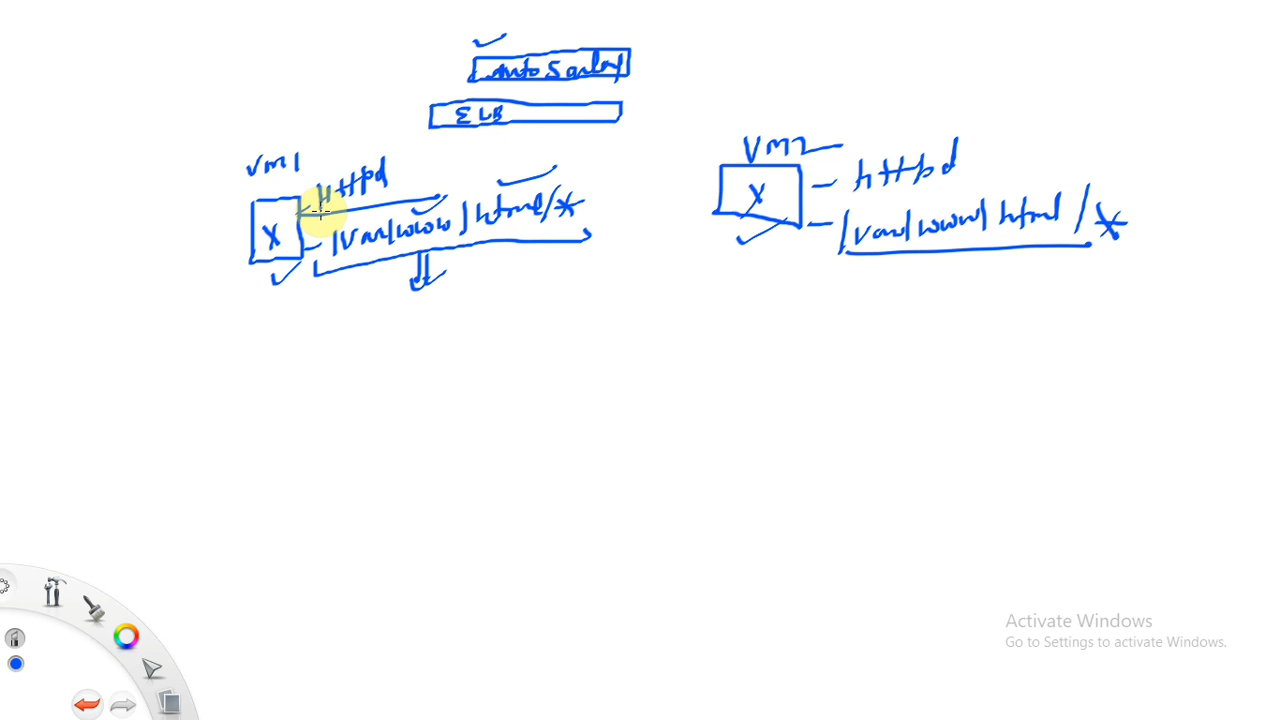 Auto Scaling
ELB
VM1
httpd
/var/www/html/*
X
VM2
httpd
/var/www/html/*
X
Activate Windows
Go to Settings to activate Windows.